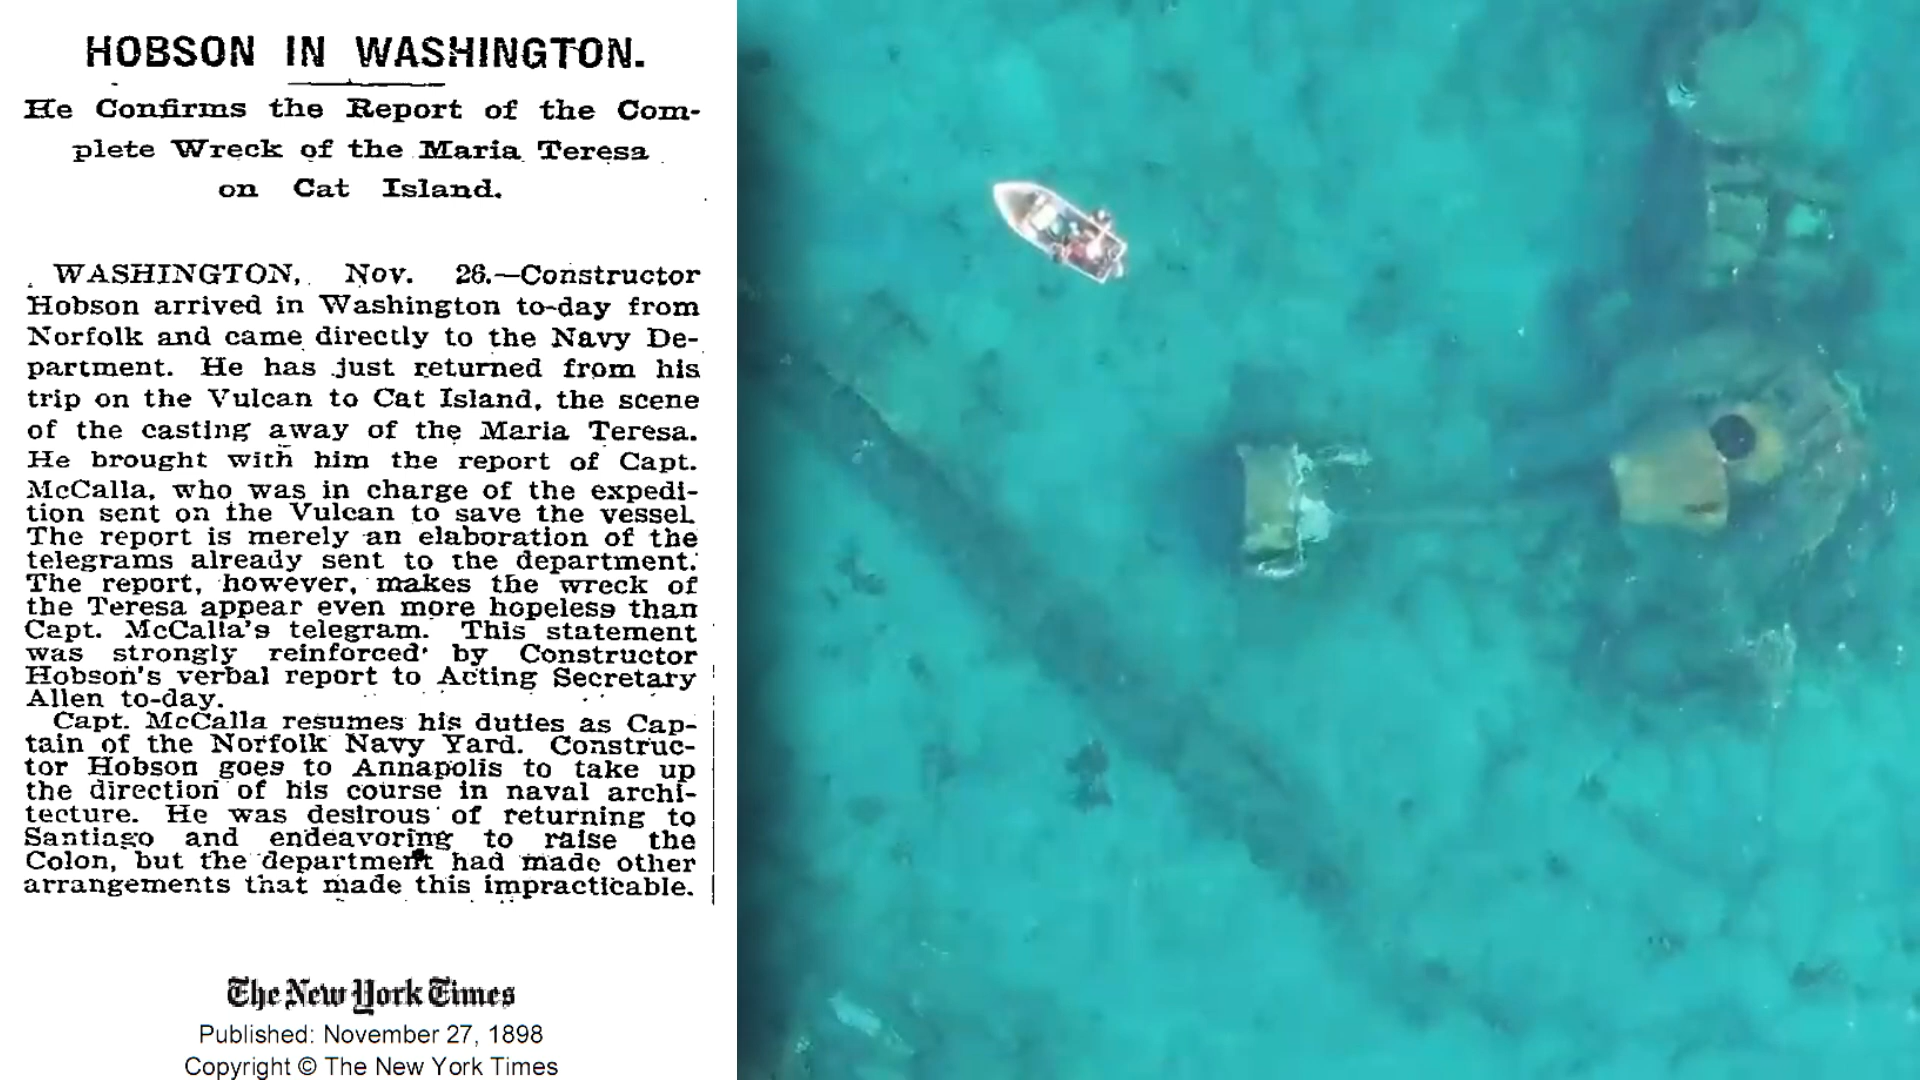 HOBSON IN WASHINGTON.
He Confirms the Report of the Com-
plete Wreck of the Maria Teresa
on Cat Island.
WASHINGTON, Nov. 26.—Constructor
Hobson arrived in Washington to-day from
Norfolk and came directly to the Navy De-
partment. He has just returned from his
trip on the Vulcan to Cat Island, the scene
of the casting away of the Maria Teresa.
He brought with him the report of Capt.
McCalla, who was in charge of the expedi-
tion sent on the Vulcan to save the vessel.
The report is merely an elaboration of the
telegrams already sent to the department.
The report, however, makes the wreck of
the Teresa appear even more hopeless than
Capt. McCalla's telegram. This statement
was strongly reinforced by Constructor
Hobson's verbal report to Acting Secretary
Allen to-day.
Capt. McCalla resumes his duties as Cap-
tain of the Norfolk Navy Yard. Construc-
tor Hobson goes to Annapolis to take up
the direction of his course in naval archi-
tecture. He was desirous of returning to
Santiago and endeavoring to raise the
Colon, but the department had made other
arrangements that made this impracticable.
The New York Times
Published: November 27, 1898
Copyright © The New York Times